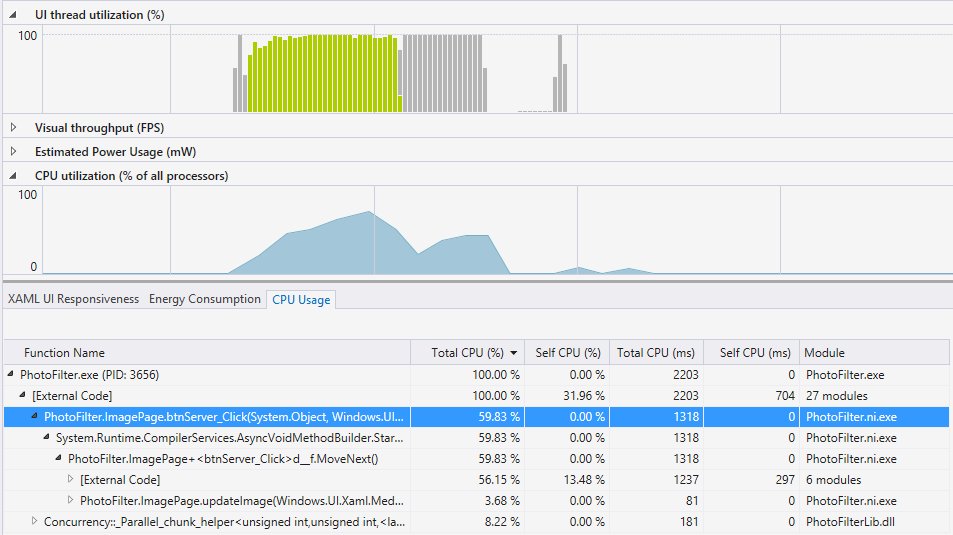 UI thread utilization (%)
100
Visual throughput (FPS)
Estimated Power Usage (mW)
CPU utilization (% of all processors)
100
0
XAML UI Responsiveness Energy Consumption CPU Usage
Function Name Total CPU (%) Self CPU (%) Total CPU (ms) Self CPU (ms) Module
PhotoFilter.exe (PID: 3656) 100.00 % 0.00 % 2203 0 PhotoFilter.exe
[External Code] 100.00 % 31.96 % 2203 704 27 modules
PhotoFilter.ImagePage.btnServer_Click(System.Object, Windows.UI... 59.83 % 0.00 % 1318 0 PhotoFilter.ni.exe
System.Runtime.CompilerServices.AsyncVoidMethodBuilder.Star... 59.83 % 0.00 % 1318 0 PhotoFilter.ni.exe
PhotoFilter.ImagePage+<btnServer_Click>d__f.MoveNext() 59.83 % 0.00 % 1318 0 PhotoFilter.ni.exe
[External Code] 56.15 % 13.48 % 1237 297 6 modules
PhotoFilter.ImagePage.updateImage(Windows.UI.Xaml.Med... 3.68 % 0.00 % 81 0 PhotoFilter.ni.exe
Concurrency::_Parallel_chunk_helper<unsigned int,unsigned int,<la... 8.22 % 0.00 % 181 0 PhotoFilterLib.dll